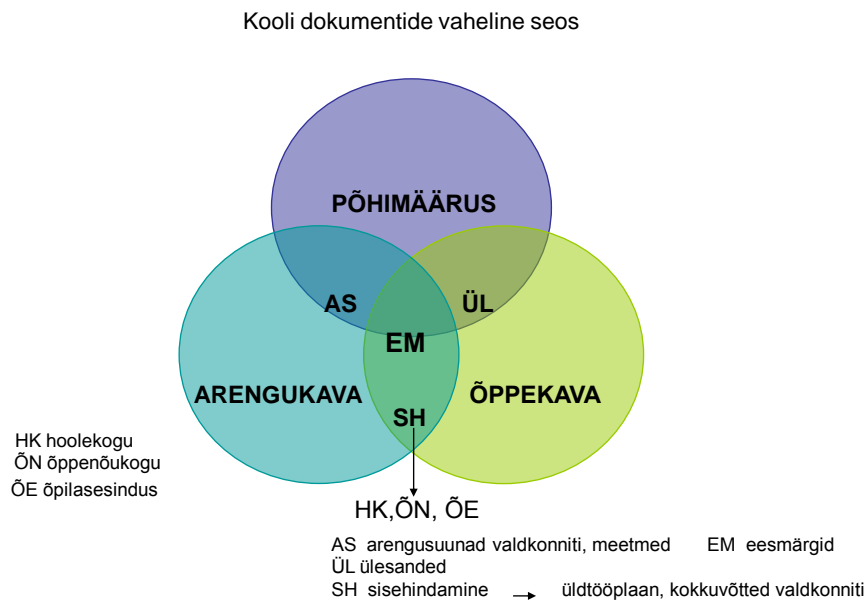 Kooli dokumentide vaheline seos
PÕHIMÄÄRUS
AS
ÜL
EM
ARENGUKAVA
ÕPPEKAVA
SH
HK hoolekogu
ÕN õppenõukogu
ÕE õpilasesindus
HK,ÕN, ÕE
AS arengusuunad valdkonniti, meetmed EM eesmärgid
ÜL ülesanded
SH sisehindamine → üldtööplaan, kokkuvõtted valdkonniti